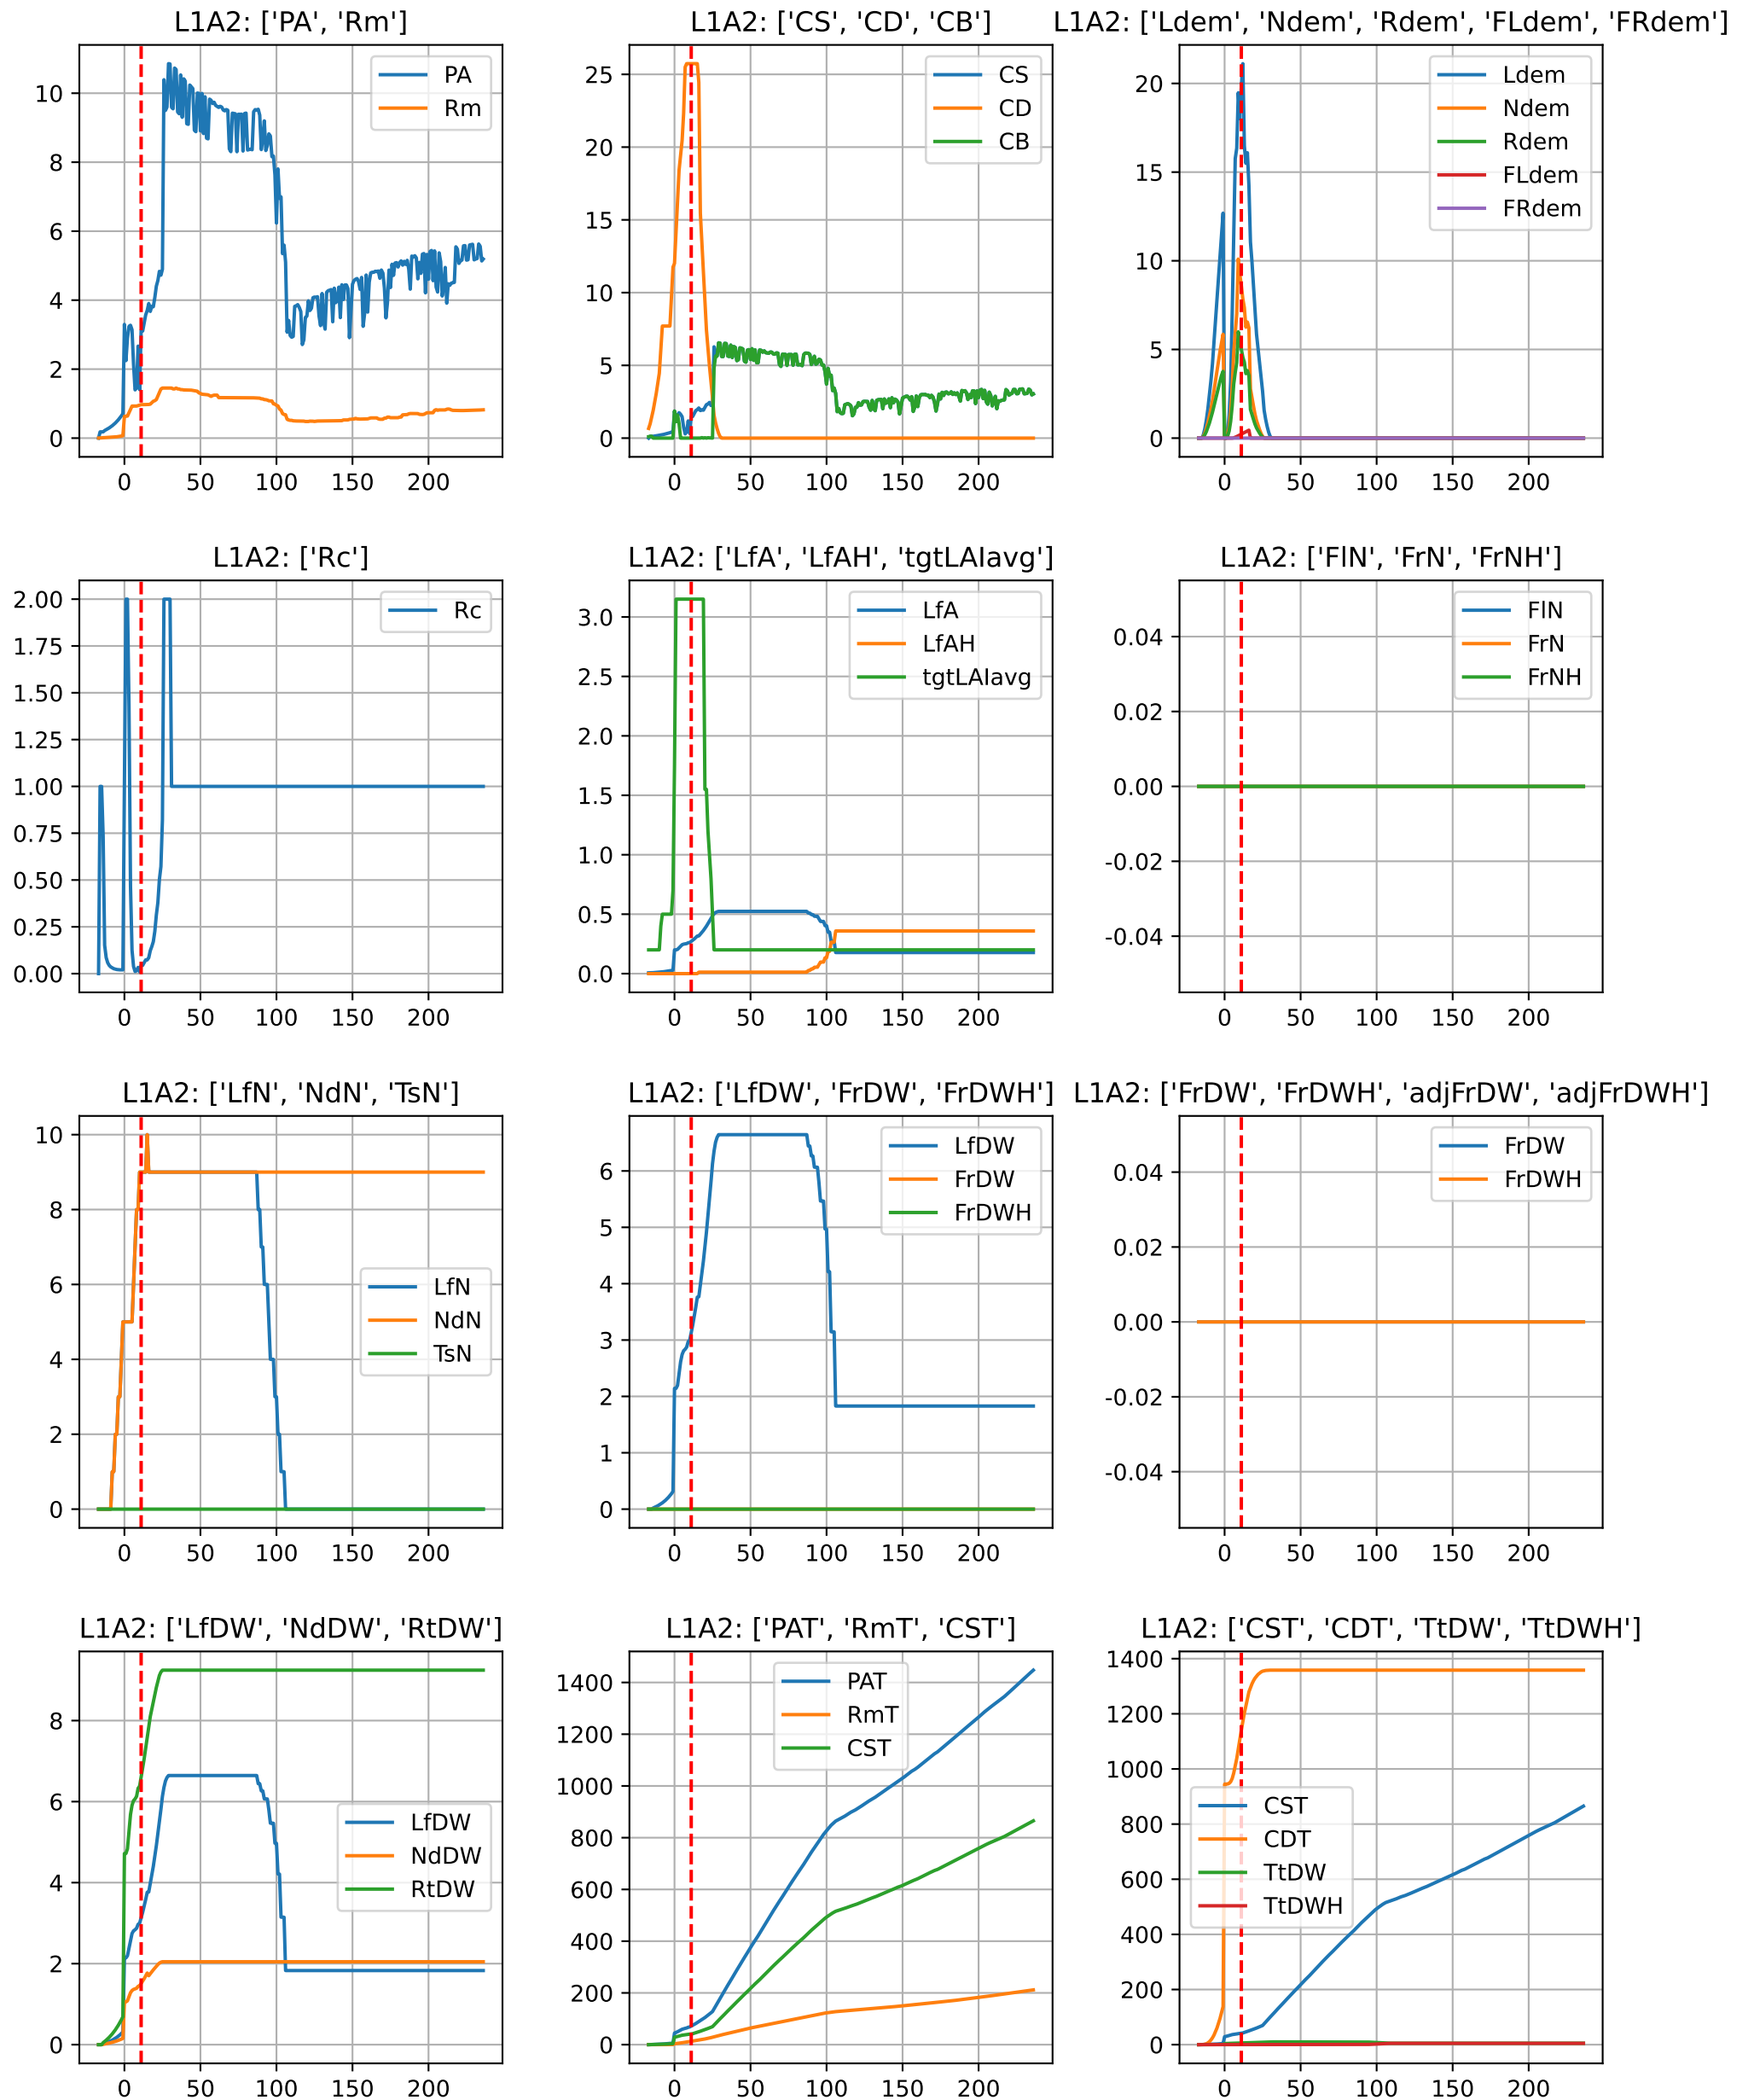 L1A2: ['PA', 'Rm']
PA
Rm
10
8
6
4
2
0
0 50 100 150 200
L1A2: ['CS', 'CD', 'CB']
CS
CD
CB
25
20
15
10
5
0
0 50 100 150 200
L1A2: ['Ldem', 'Ndem', 'Rdem', 'FLdem', 'FRdem']
Ldem
Ndem
Rdem
FLdem
FRdem
20
15
10
5
0
0 50 100 150 200
L1A2: ['Rc']
Rc
2.00
1.75
1.50
1.25
1.00
0.75
0.50
0.25
0.00
0 50 100 150 200
L1A2: ['LfA', 'LfAH', 'tgtLAIavg']
LfA
LfAH
tgtLAIavg
3.0
2.5
2.0
1.5
1.0
0.5
0.0
0 50 100 150 200
L1A2: ['FlN', 'FrN', 'FrNH']
FlN
FrN
FrNH
0.04
0.02
0.00
-0.02
-0.04
0 50 100 150 200
L1A2: ['LfN', 'NdN', 'TsN']
LfN
NdN
TsN
10
8
6
4
2
0
0 50 100 150 200
L1A2: ['LfDW', 'FrDW', 'FrDWH']
LfDW
FrDW
FrDWH
6
5
4
3
2
1
0
0 50 100 150 200
L1A2: ['FrDW', 'FrDWH', 'adjFrDW', 'adjFrDWH']
FrDW
FrDWH
0.04
0.02
0.00
-0.02
-0.04
0 50 100 150 200
L1A2: ['LfDW', 'NdDW', 'RtDW']
LfDW
NdDW
RtDW
8
6
4
2
0
0 50 100 150 200
L1A2: ['PAT', 'RmT', 'CST']
PAT
RmT
CST
1400
1200
1000
800
600
400
200
0
0 50 100 150 200
L1A2: ['CST', 'CDT', 'TtDW', 'TtDWH']
CST
CDT
TtDW
TtDWH
1400
1200
1000
800
600
400
200
0
0 50 100 150 200